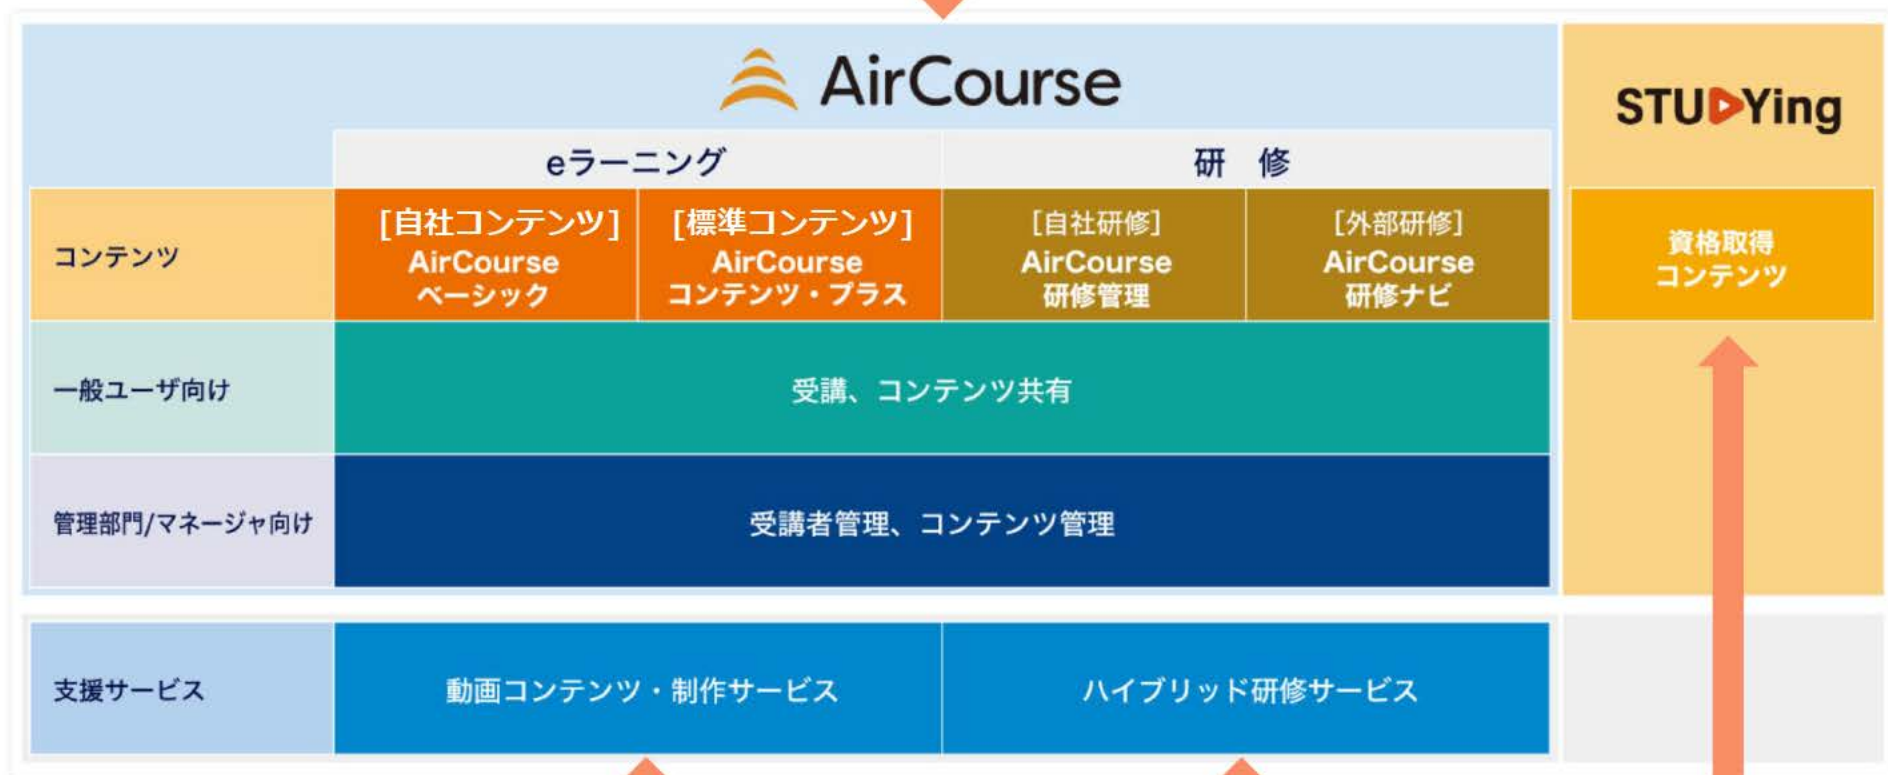 AirCourse
STUDYing
eラーニング
研 修
コンテンツ
[自社コンテンツ]
AirCourse
ベーシック
[標準コンテンツ]
AirCourse
コンテンツ・プラス
[自社研修]
AirCourse
研修管理
[外部研修]
AirCourse
研修ナビ
資格取得
コンテンツ
一般ユーザ向け
受講、コンテンツ共有
管理部門/マネージャ向け
受講者管理、コンテンツ管理
支援サービス
動画コンテンツ・制作サービス
ハイブリッド研修サービス